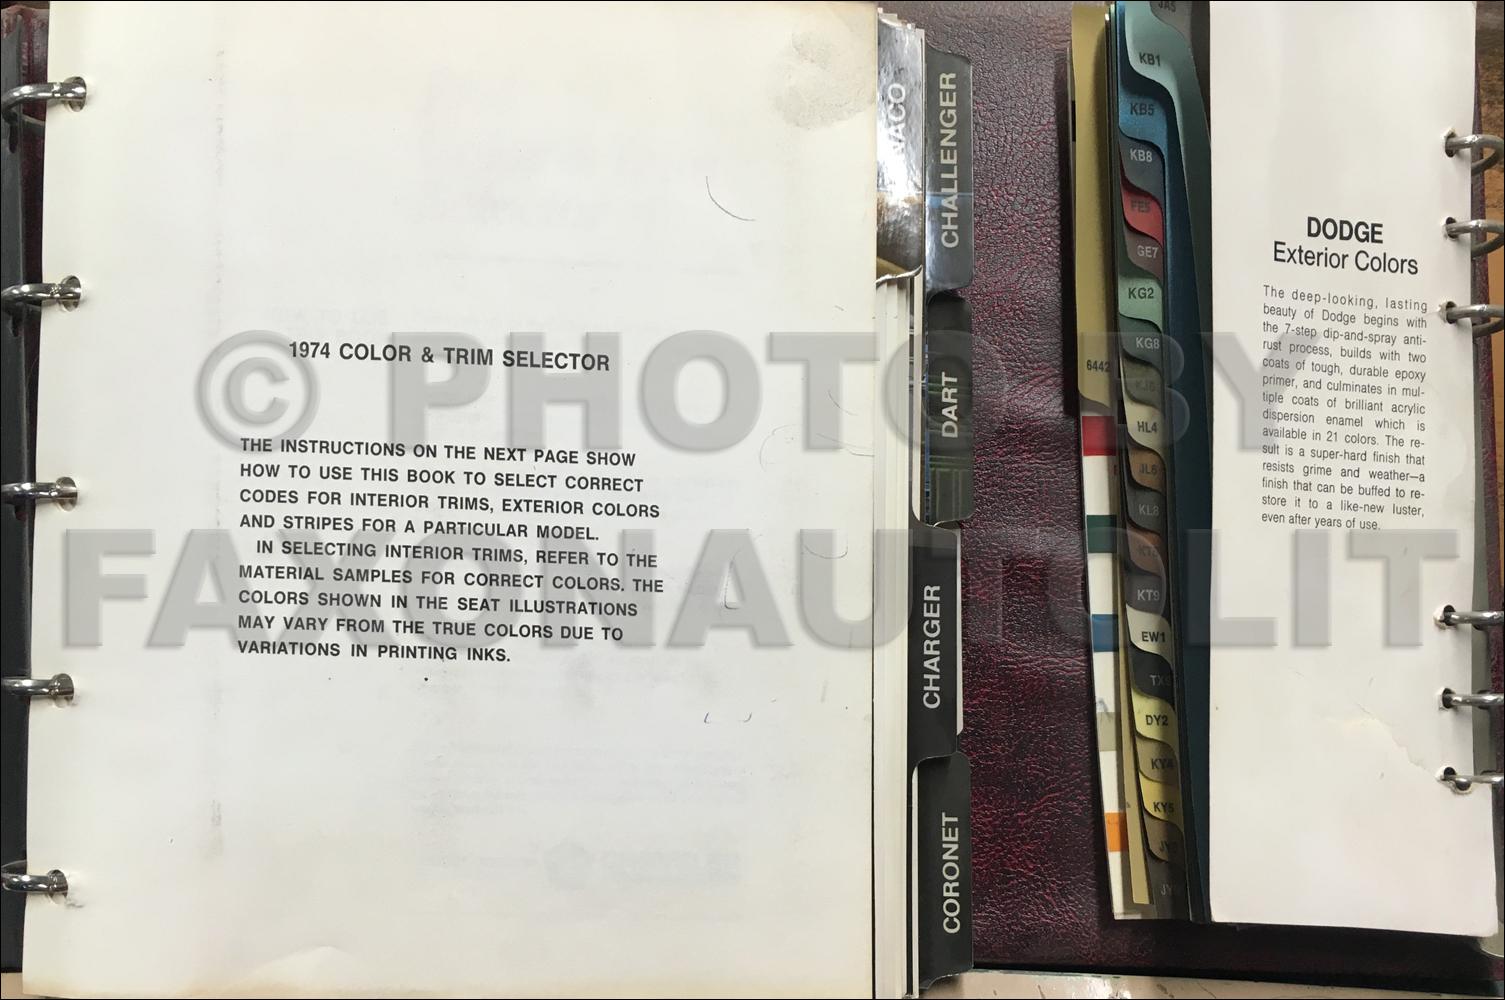 1974 COLOR & TRIM SELECTOR
THE INSTRUCTIONS ON THE NEXT PAGE SHOW
HOW TO USE THIS BOOK TO SELECT CORRECT
CODES FOR INTERIOR TRIMS, EXTERIOR COLORS
AND STRIPES FOR A PARTICULAR MODEL.
IN SELECTING INTERIOR TRIMS, REFER TO THE
MATERIAL SAMPLES FOR CORRECT COLORS. THE
COLORS SHOWN IN THE SEAT ILLUSTRATIONS
MAY VARY FROM THE TRUE COLORS DUE TO
VARIATIONS IN PRINTING INKS.
ACO
CHALLENGER
DART
CHARGER
CORONET
6442
JA5
KB1
KB5
KB8
FE5
GE7
KG2
KG8
KJ6
HL4
JL6
KL8
KT5
KT9
EW1
TX9
DY2
KY4
KY5
DODGE
Exterior Colors
The deep-looking, lasting
beauty of Dodge begins with
the 7-step dip-and-spray anti-
rust process, builds with two
coats of tough, durable epoxy
primer, and culminates in mul-
tiple coats of brilliant acrylic
dispersion enamel which is
available in 21 colors. The re-
sult is a super-hard finish that
resists grime and weather—a
finish that can be buffed to re-
store it to a like-new luster,
even after years of use.
© PHOTO BY
FAXONAUTOLIT